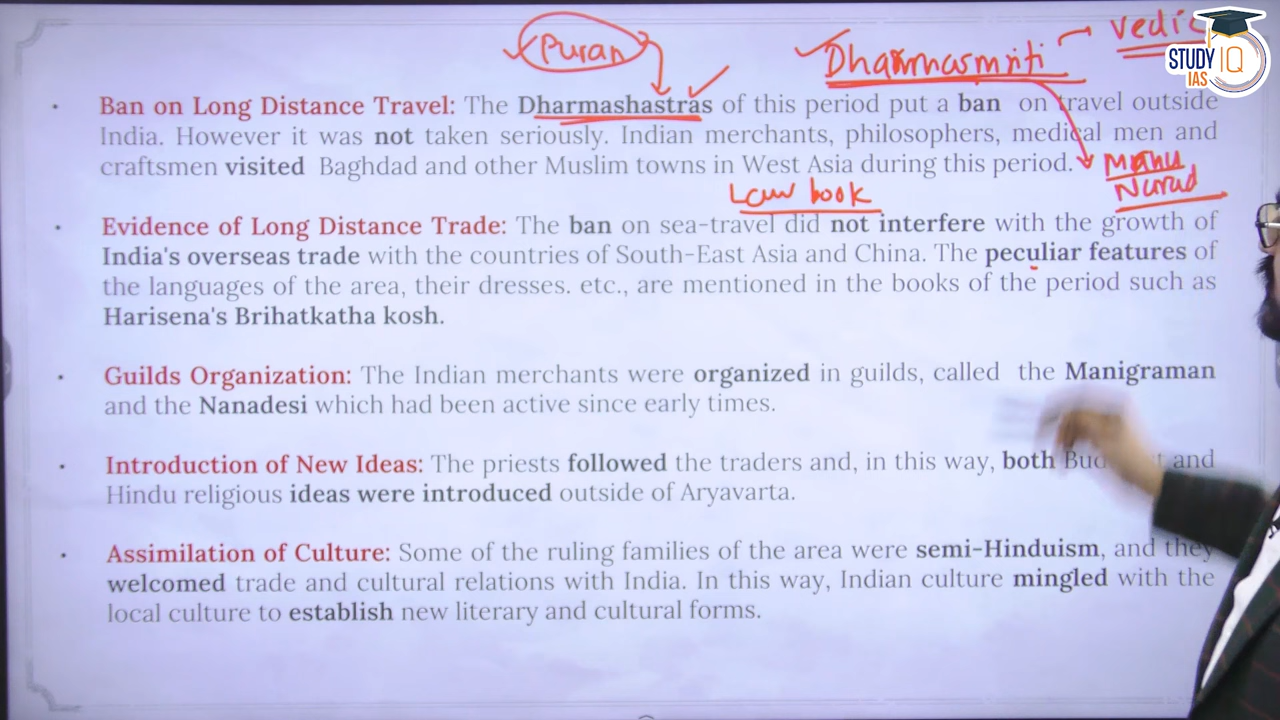 Puran
Dharmasmriti
vedic
STUDY IQ
IAS
• Ban on Long Distance Travel: The Dharmashastras of this period put a ban on travel outside
India. However it was not taken seriously. Indian merchants, philosophers, medical men and
craftsmen visited Baghdad and other Muslim towns in West Asia during this period.
Manu
Narad
Law book
• Evidence of Long Distance Trade: The ban on sea-travel did not interfere with the growth of
India's overseas trade with the countries of South-East Asia and China. The peculiar features of
the languages of the area, their dresses. etc., are mentioned in the books of the period such as
Harisena's Brihatkatha kosh.
• Guilds Organization: The Indian merchants were organized in guilds, called the Manigraman
and the Nanadesi which had been active since early times.
• Introduction of New Ideas: The priests followed the traders and, in this way, both and
Hindu religious ideas were introduced outside of Aryavarta.
• Assimilation of Culture: Some of the ruling families of the area were semi-Hinduism, and they
welcomed trade and cultural relations with India. In this way, Indian culture mingled with the
local culture to establish new literary and cultural forms.